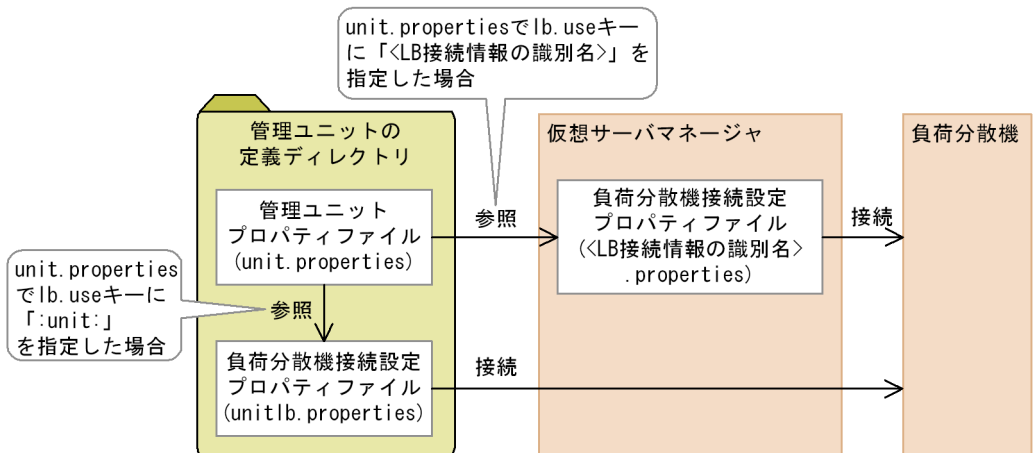 unit.propertiesでlb.useキー
に「<LB接続情報の識別名>」を
指定した場合
管理ユニットの
定義ディレクトリ
仮想サーバマネージャ
負荷分散機
管理ユニット
プロパティファイル
(unit.properties)
参照
負荷分散機接続設定
プロパティファイル
(<LB接続情報の識別名>
.properties)
接続
unit.properties
でlb.useキーに
「:unit:」
を指定した場合
参照
負荷分散機接続設定
プロパティファイル
(unitlb.properties)
接続